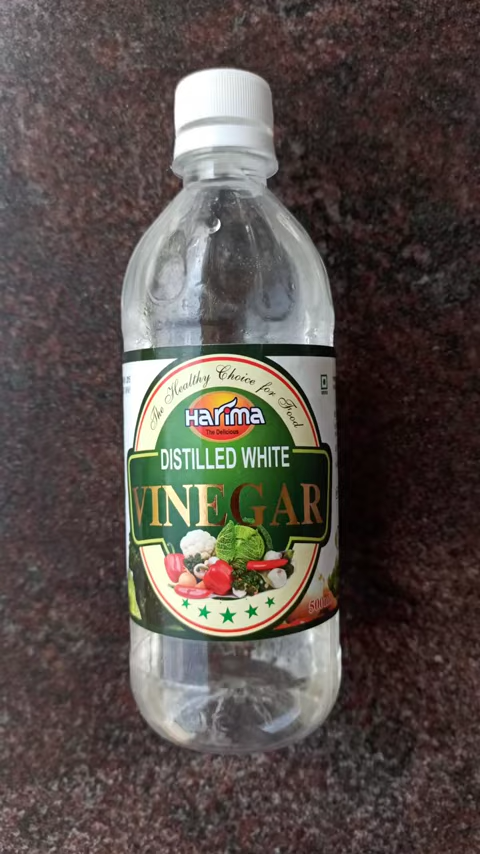 The Healthy Choice for Food
Harima
The Delicious
DISTILLED WHITE
VINEGAR